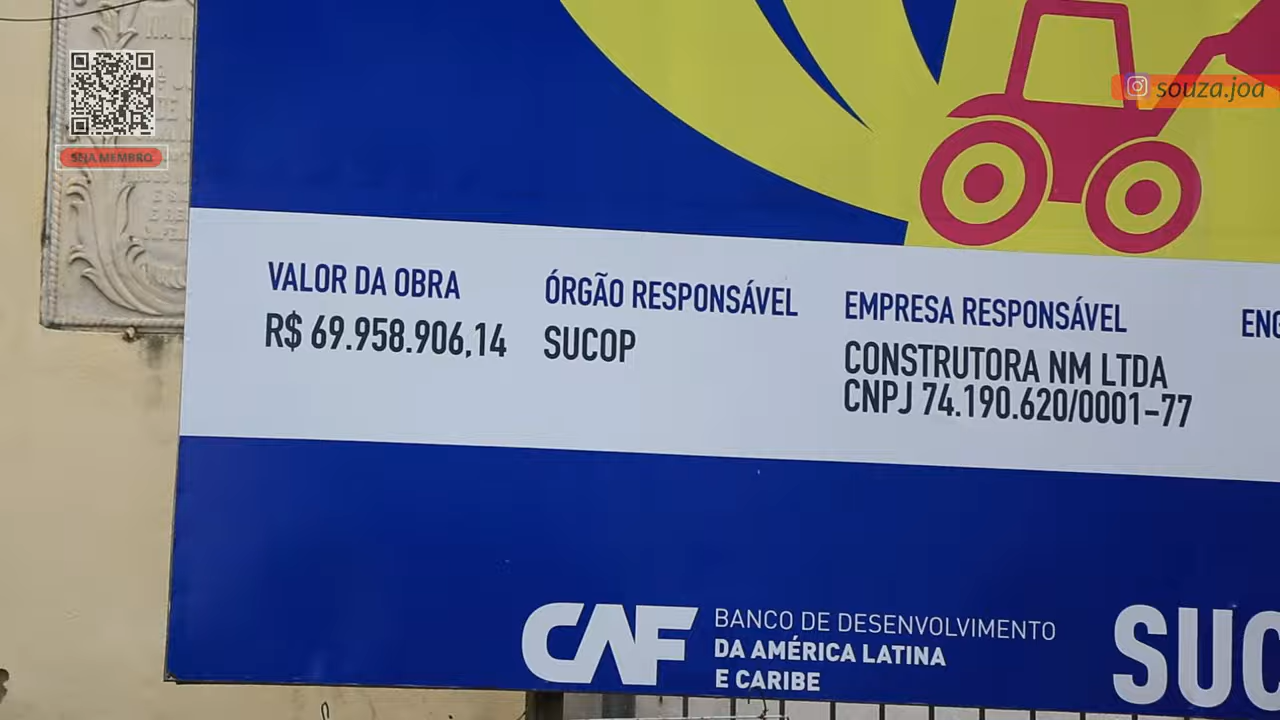 SEJA MEMBRO
souza.joa
VALOR DA OBRA
R$ 69.958.906,14
ÓRGÃO RESPONSÁVEL
SUCOP
EMPRESA RESPONSÁVEL
CONSTRUTORA NM LTDA
CNPJ 74.190.620/0001-77
ENG
CAF
BANCO DE DESENVOLVIMENTO
DA AMÉRICA LATINA
E CARIBE
SUC